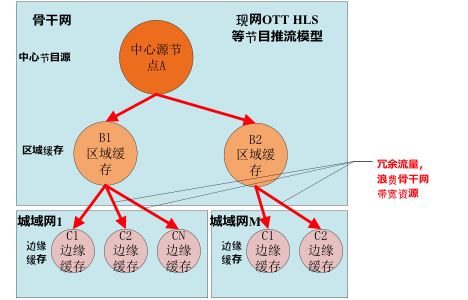 骨干网
现网OTT HLS
等节目推流模型
中心节目源
中心源节
点A
区域缓存
B1
区域缓
存
B2
区域缓
存
冗余流量，
浪费骨干网
带宽资源
城域网1
城域网M
边缘
缓存
C1
边缘
缓存
C2
边缘
缓存
CN
边缘
缓存
边缘
缓存
C1
边缘
缓存
C2
边缘
缓存